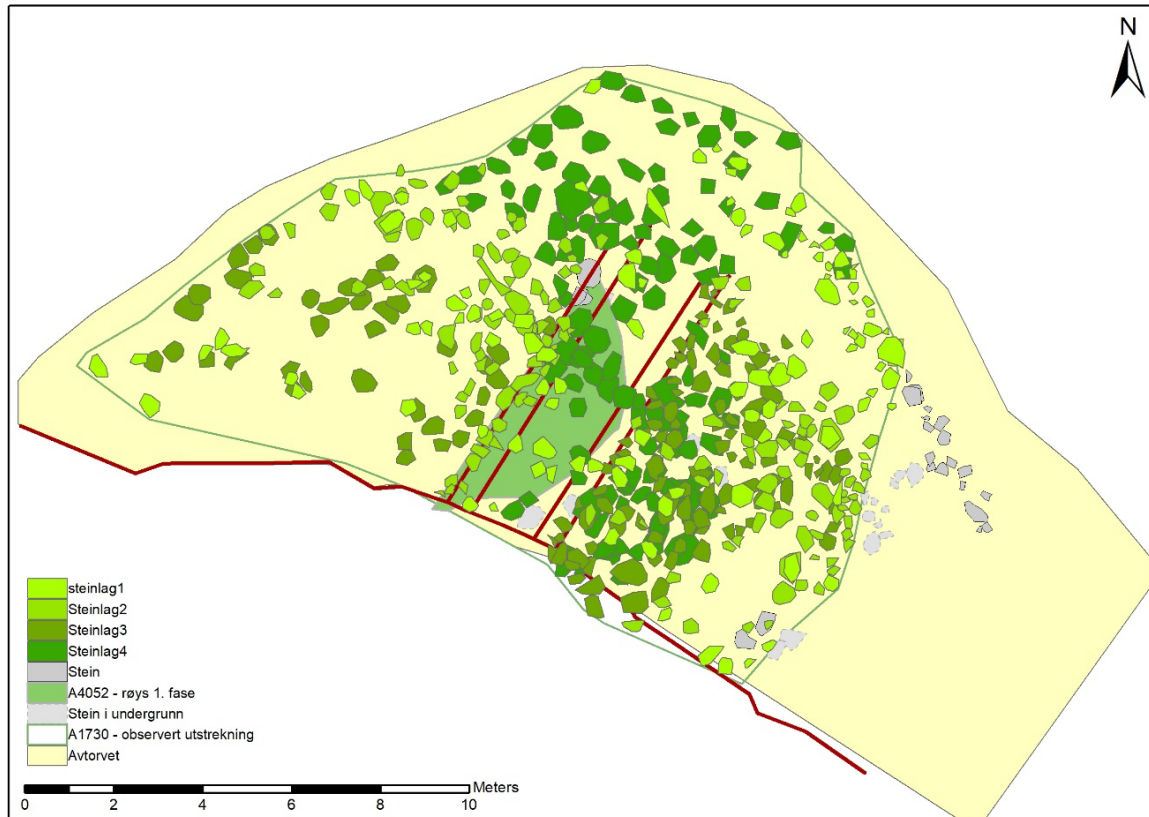 N
steinlag1
Steinlag2
Steinlag3
Steinlag4
Stein
A4052 - røys 1. fase
Stein i undergrunn
A1730 - observert utstrekning
Avtorvet
Meters
0 2 4 6 8 10